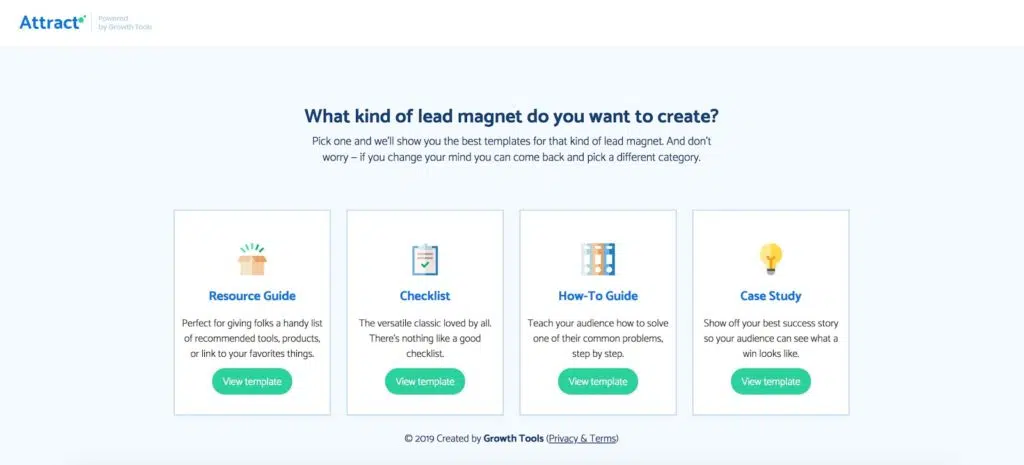 Attract
Powered
by Growth Tools
What kind of lead magnet do you want to create?
Pick one and we'll show you the best templates for that kind of lead magnet. And don't
worry – if you change your mind you can come back and pick a different category.
Resource Guide
Perfect for giving folks a handy list
of recommended tools, products,
or link to your favorites things.
View template
Checklist
The versatile classic loved by all.
There's nothing like a good
checklist.
View template
How-To Guide
Teach your audience how to solve
one of their common problems,
step by step.
View template
Case Study
Show off your best success story
so your audience can see what a
win looks like.
View template
© 2019 Created by Growth Tools (Privacy & Terms)